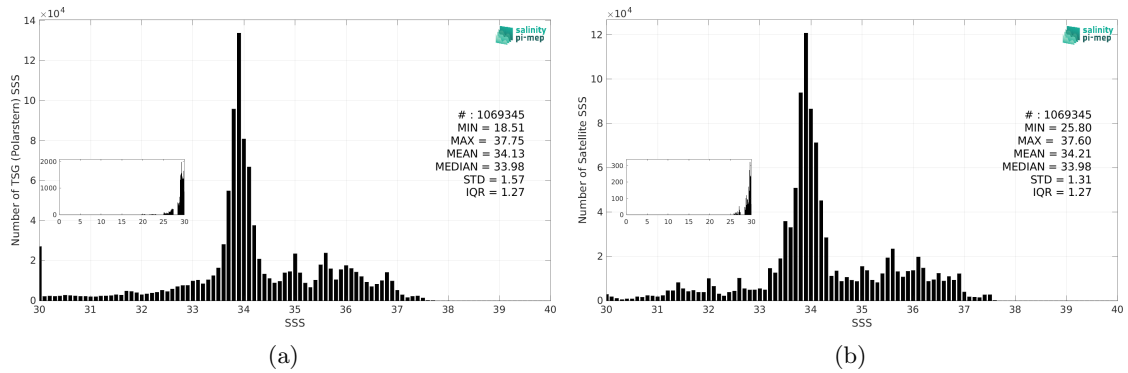 ×10⁴
14
12
10
8
6
4
2
0
Number of TSG (Polarstern) SSS
salinity
pi-mep
# : 1069345
MIN = 18.51
MAX = 37.75
MEAN = 34.13
MEDIAN = 33.98
STD = 1.57
IQR = 1.27
2000
1000
0
0 5 10 15 20 25 30
30 31 32 33 34 35 36 37 38 39 40
SSS
(a)
×10⁴
12
10
8
6
4
2
0
Number of Satellite SSS
salinity
pi-mep
# : 1069345
MIN = 25.80
MAX = 37.60
MEAN = 34.21
MEDIAN = 33.98
STD = 1.31
IQR = 1.27
300
200
100
0
0 5 10 15 20 25 30
30 31 32 33 34 35 36 37 38 39 40
SSS
(b)